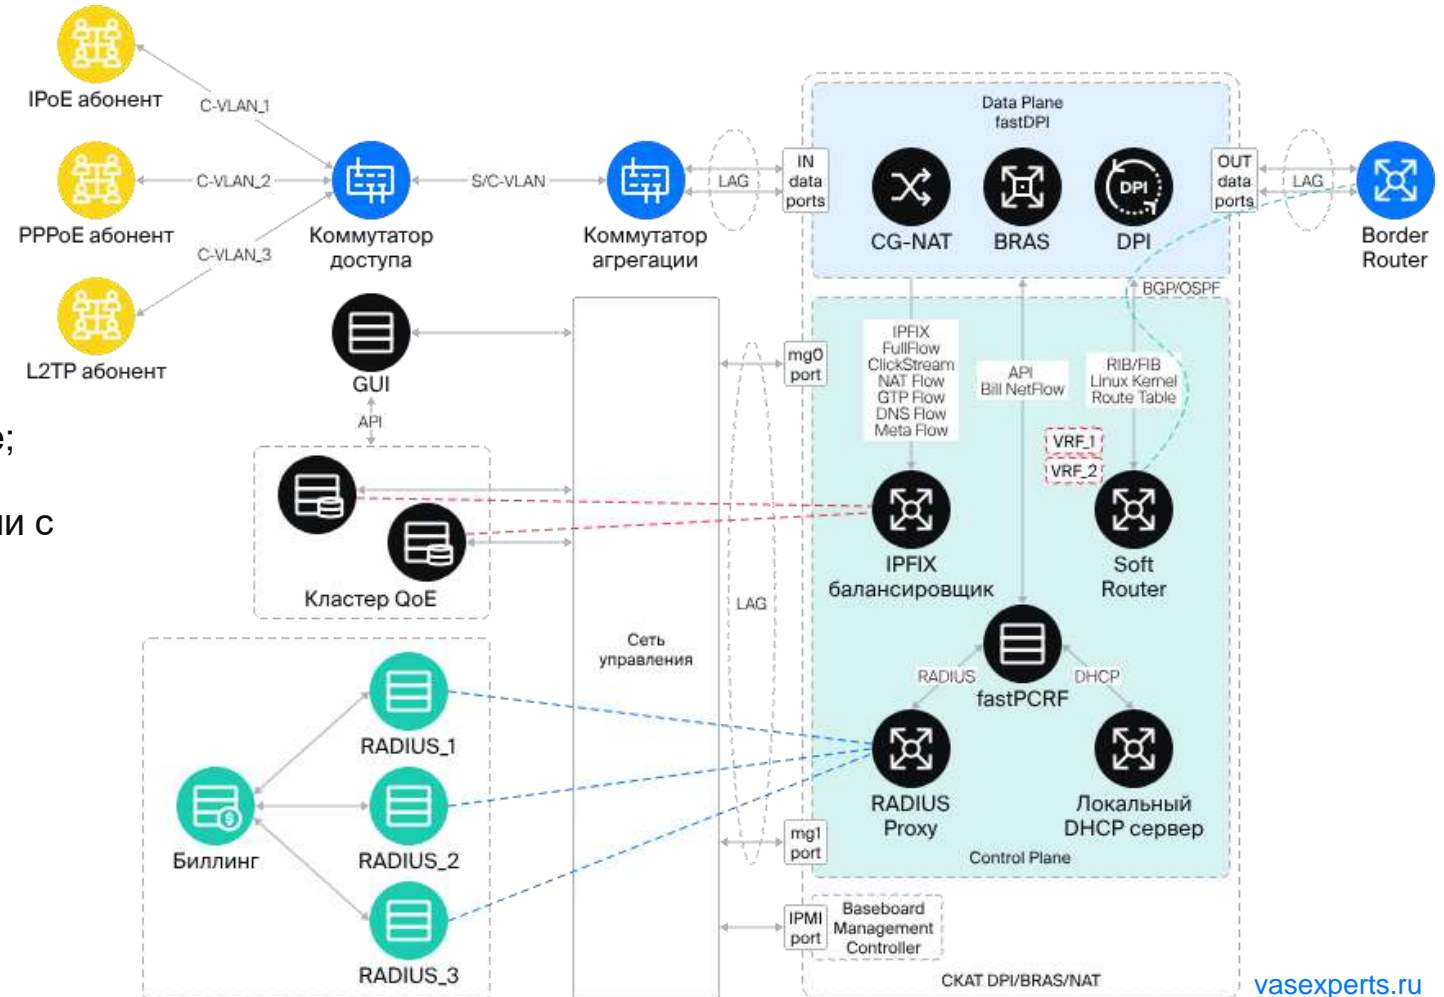 IPoE абонент
C-VLAN_1
PPPoE абонент
C-VLAN_2
C-VLAN_3
L2TP абонент
Коммутатор
доступа
S/C-VLAN
Коммутатор
агрегации
LAG
IN
data
ports
Data Plane
fastDPI
CG-NAT
BRAS
DPI
DPI
OUT
data
ports
LAG
Border
Router
BGP/OSPF
GUI
API
е;
ли с
Кластер QoE
mg0
port
IPFIX
FullFlow
ClickStream
NAT Flow
GTP Flow
DNS Flow
Meta Flow
API
Bill NetFlow
RIB/FIB
Linux Kernel
Route Table
VRF_1
VRF_2
IPFIX
балансировщик
Soft
Router
LAG
Сеть
управления
RADIUS
DHCP
fastPCRF
RADIUS_1
RADIUS_2
RADIUS_3
Биллинг
RADIUS
Proxy
Локальный
DHCP сервер
mg1
port
Control Plane
IPMI
port
Baseboard
Management
Controller
СКАТ DPI/BRAS/NAT
vasexperts.ru